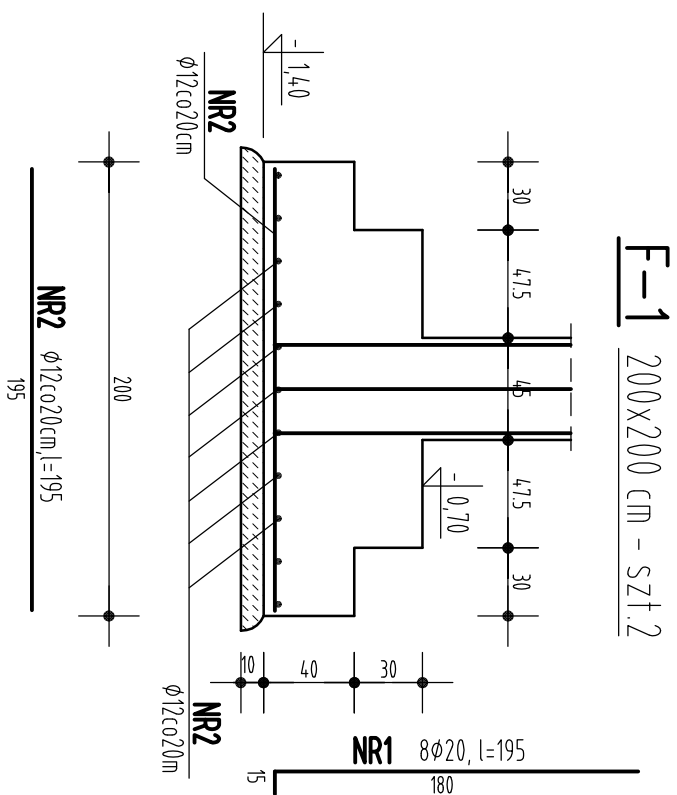 F-1 200x200 cm - szt.2
30 47.5 45 47.5 30
- 1,40
- 0,70
NR2
ϕ12co20cm
10 40 30
NR2
ϕ12co20m
NR1 8ϕ20, l=195
180
15
200
NR2 ϕ12co20cm,l=195
195